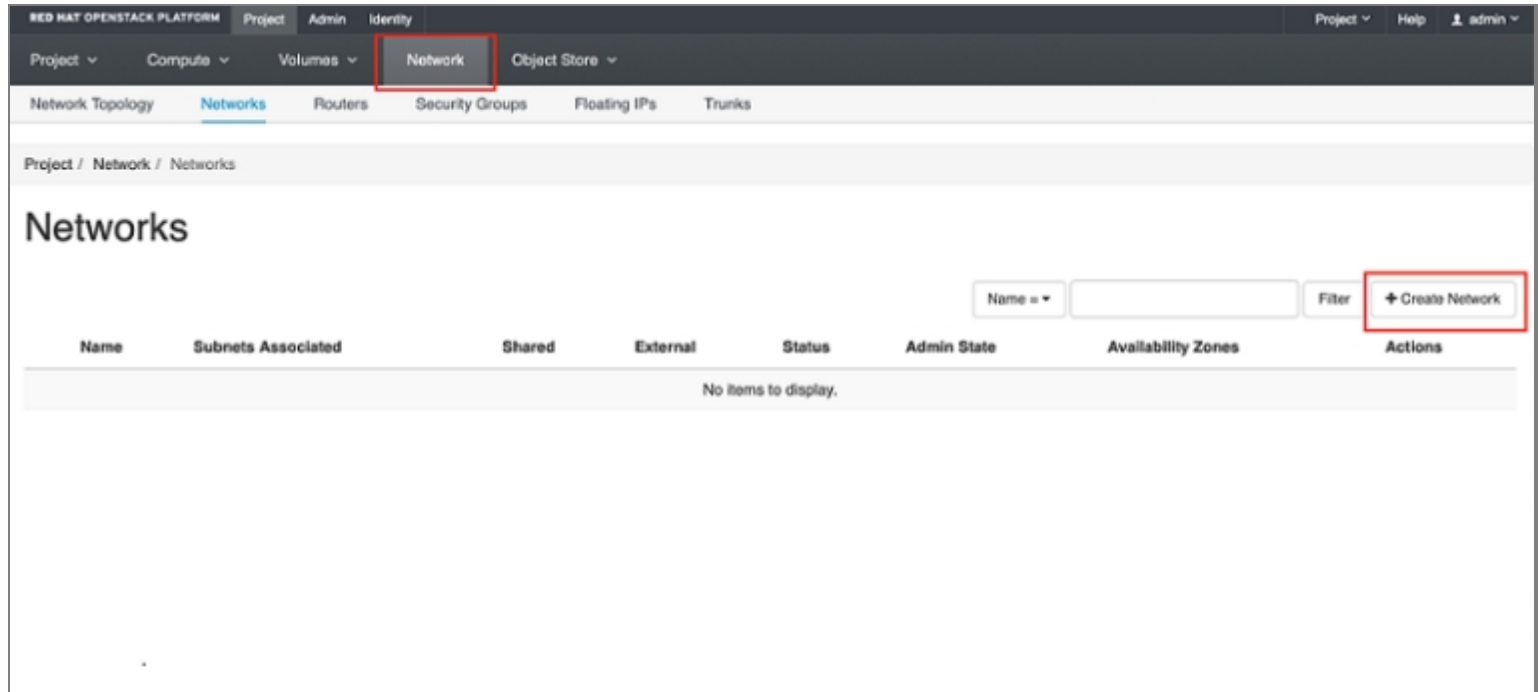 RED HAT OPENSTACK PLATFORM Project Admin Identity Project Help admin
Project Compute Volumes Network Object Store
Network Topology Networks Routers Security Groups Floating IPs Trunks
Project / Network / Networks
Networks
Name = Filter + Create Network
Name Subnets Associated Shared External Status Admin State Availability Zones Actions
No items to display.